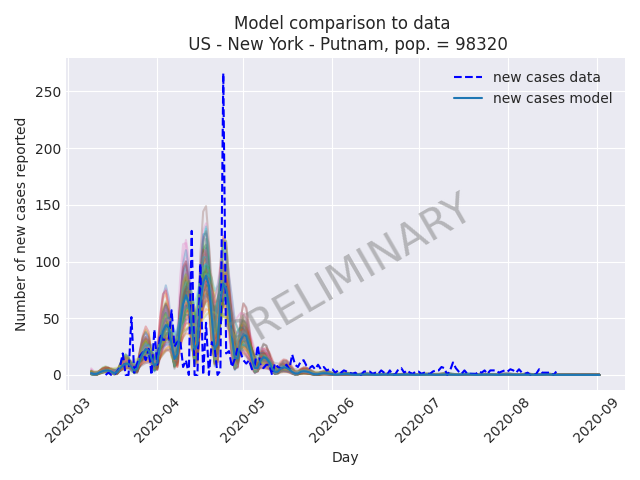 Model comparison to data
US - New York - Putnam, pop. = 98320
new cases data
new cases model
Number of new cases reported
250
200
150
100
50
0
PRELIMINARY
2020-03
2020-04
2020-05
2020-06
2020-07
2020-08
2020-09
Day